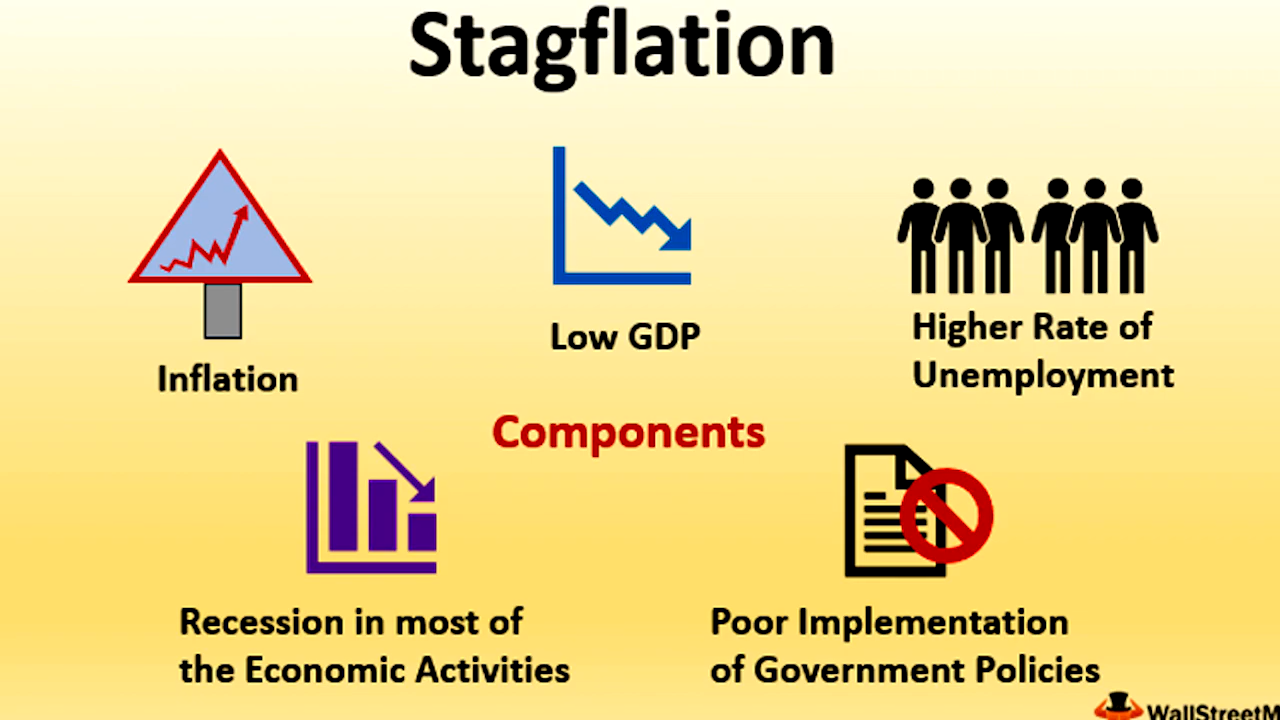 Stagflation
Inflation
Low GDP
Higher Rate of
Unemployment
Components
Recession in most of
the Economic Activities
Poor Implementation
of Government Policies
WallStreetM